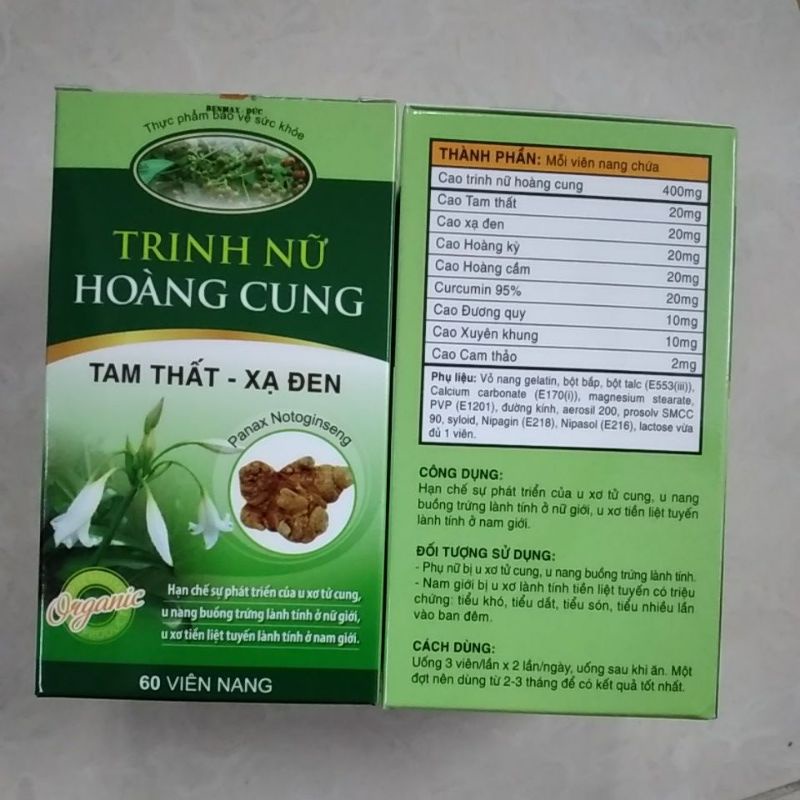 BENMAX - ĐỨC
Thực phẩm bảo vệ sức khỏe
TRINH NỮ
HOÀNG CUNG
TAM THẤT - XẠ ĐEN
Panax Notoginseng
Organic
Hạn chế sự phát triển của u xơ tử cung,
u nang buồng trứng lành tính ở nữ giới,
u xơ tiền liệt tuyến lành tính ở nam giới.
60 VIÊN NANG
THÀNH PHẦN: Mỗi viên nang chứa
Cao trinh nữ hoàng cung 400mg
Cao Tam thất 20mg
Cao xạ đen 20mg
Cao Hoàng kỳ 20mg
Cao Hoàng cầm 20mg
Curcumin 95% 20mg
Cao Đương quy 10mg
Cao Xuyên khung 10mg
Cao Cam thảo 2mg
Phụ liệu: Vỏ nang gelatin, bột bắp, bột talc (E553(iii)),
Calcium carbonate (E170(i)), magnesium stearate,
PVP (E1201), đường kính, aerosil 200, prosolv SMCC
90, syloid, Nipagin (E218), Nipasol (E216), lactose vừa
đủ 1 viên.
CÔNG DỤNG:
Hạn chế sự phát triển của u xơ tử cung, u nang
buồng trứng lành tính ở nữ giới, u xơ tiền liệt tuyến
lành tính ở nam giới.
ĐỐI TƯỢNG SỬ DỤNG:
- Phụ nữ bị u xơ tử cung, u nang buồng trứng lành tính.
- Nam giới bị u xơ lành tính tiền liệt tuyến có triệu
chứng: tiểu khó, tiểu dắt, tiểu són, tiểu nhiều lần
vào ban đêm.
CÁCH DÙNG:
Uống 3 viên/lần x 2 lần/ngày, uống sau khi ăn. Một
đợt nên dùng từ 2-3 tháng để có kết quả tốt nhất.